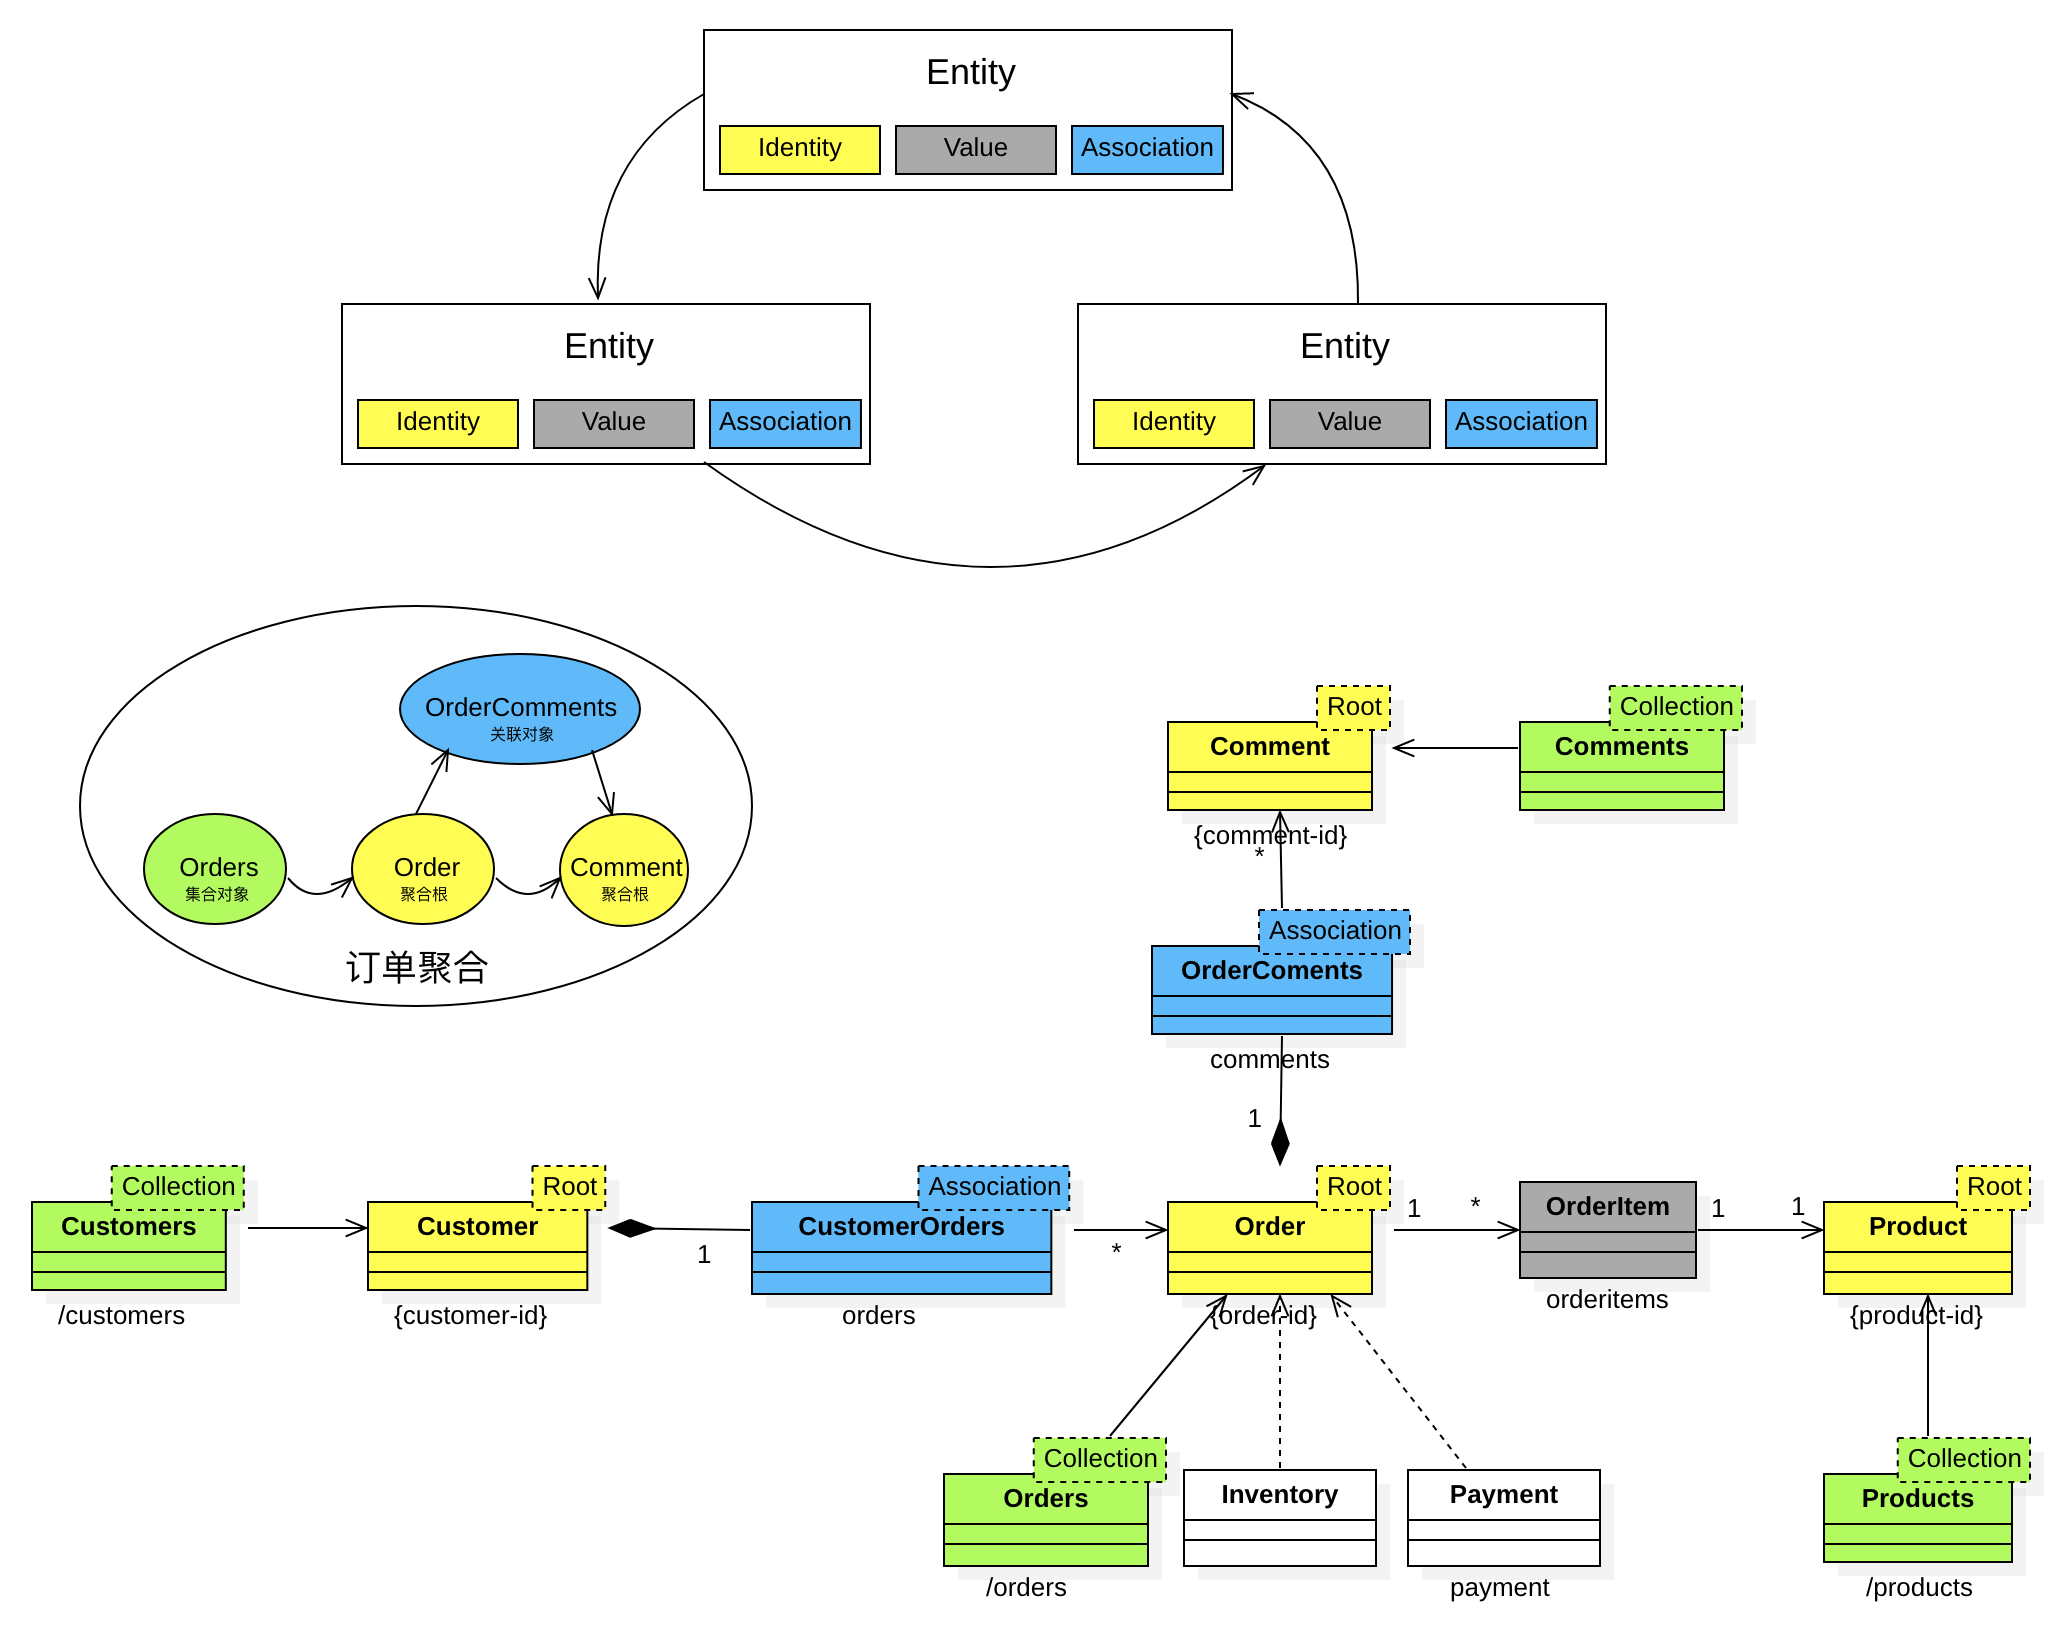 Entity
Identity
Value
Association
Entity
Identity
Value
Association
Entity
Identity
Value
Association
OrderComments
关联对象
Orders
集合对象
Order
聚合根
Comment
聚合根
订单聚合
Root
Comment
{comment-id}
*
Collection
Comments
Association
OrderComents
comments
1
Collection
Customers
/customers
Root
Customer
{customer-id}
1
Association
CustomerOrders
orders
*
Root
Order
{order-id}
1
*
OrderItem
orderitems
1
1
Root
Product
{product-id}
Collection
Orders
/orders
Inventory
Payment
payment
Collection
Products
/products